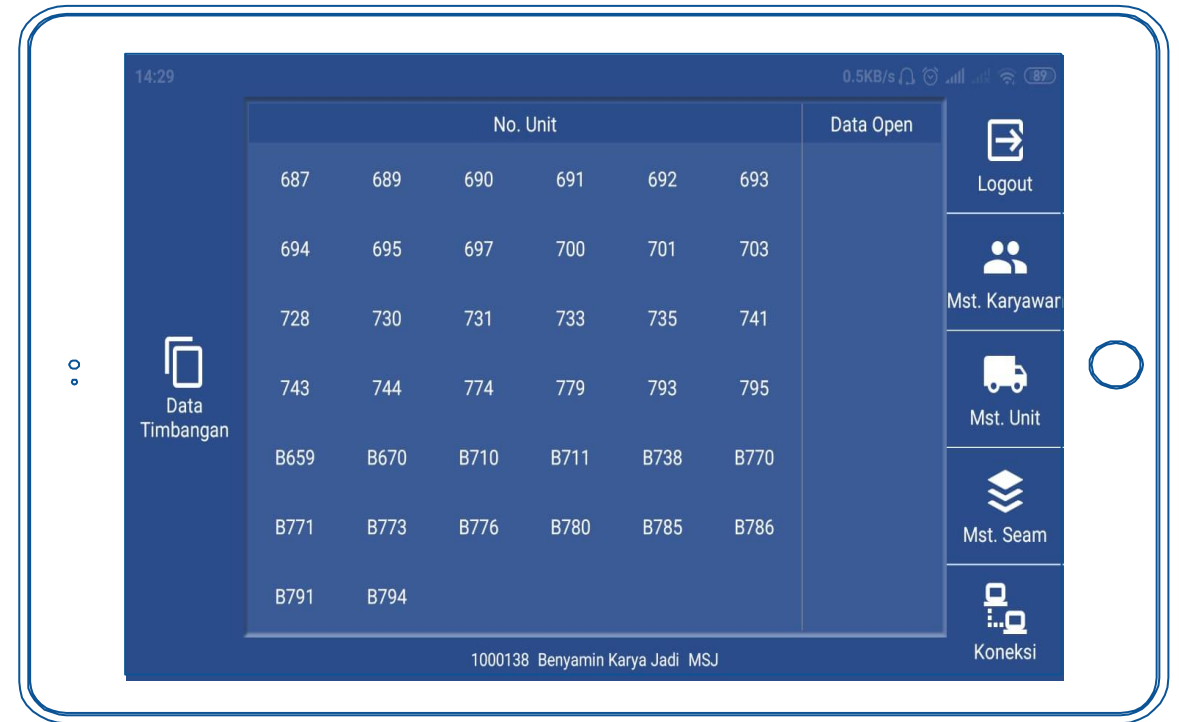 14:29 0.5KB/s 89
No. Unit Data Open
687 689 690 691 692 693
694 695 697 700 701 703
728 730 731 733 735 741
743 744 774 779 793 795
B659 B670 B710 B711 B738 B770
B771 B773 B776 B780 B785 B786
B791 B794
Data
Timbangan
Logout
Mst. Karyawan
Mst. Unit
Mst. Seam
Koneksi
1000138 Benyamin Karya Jadi MSJ